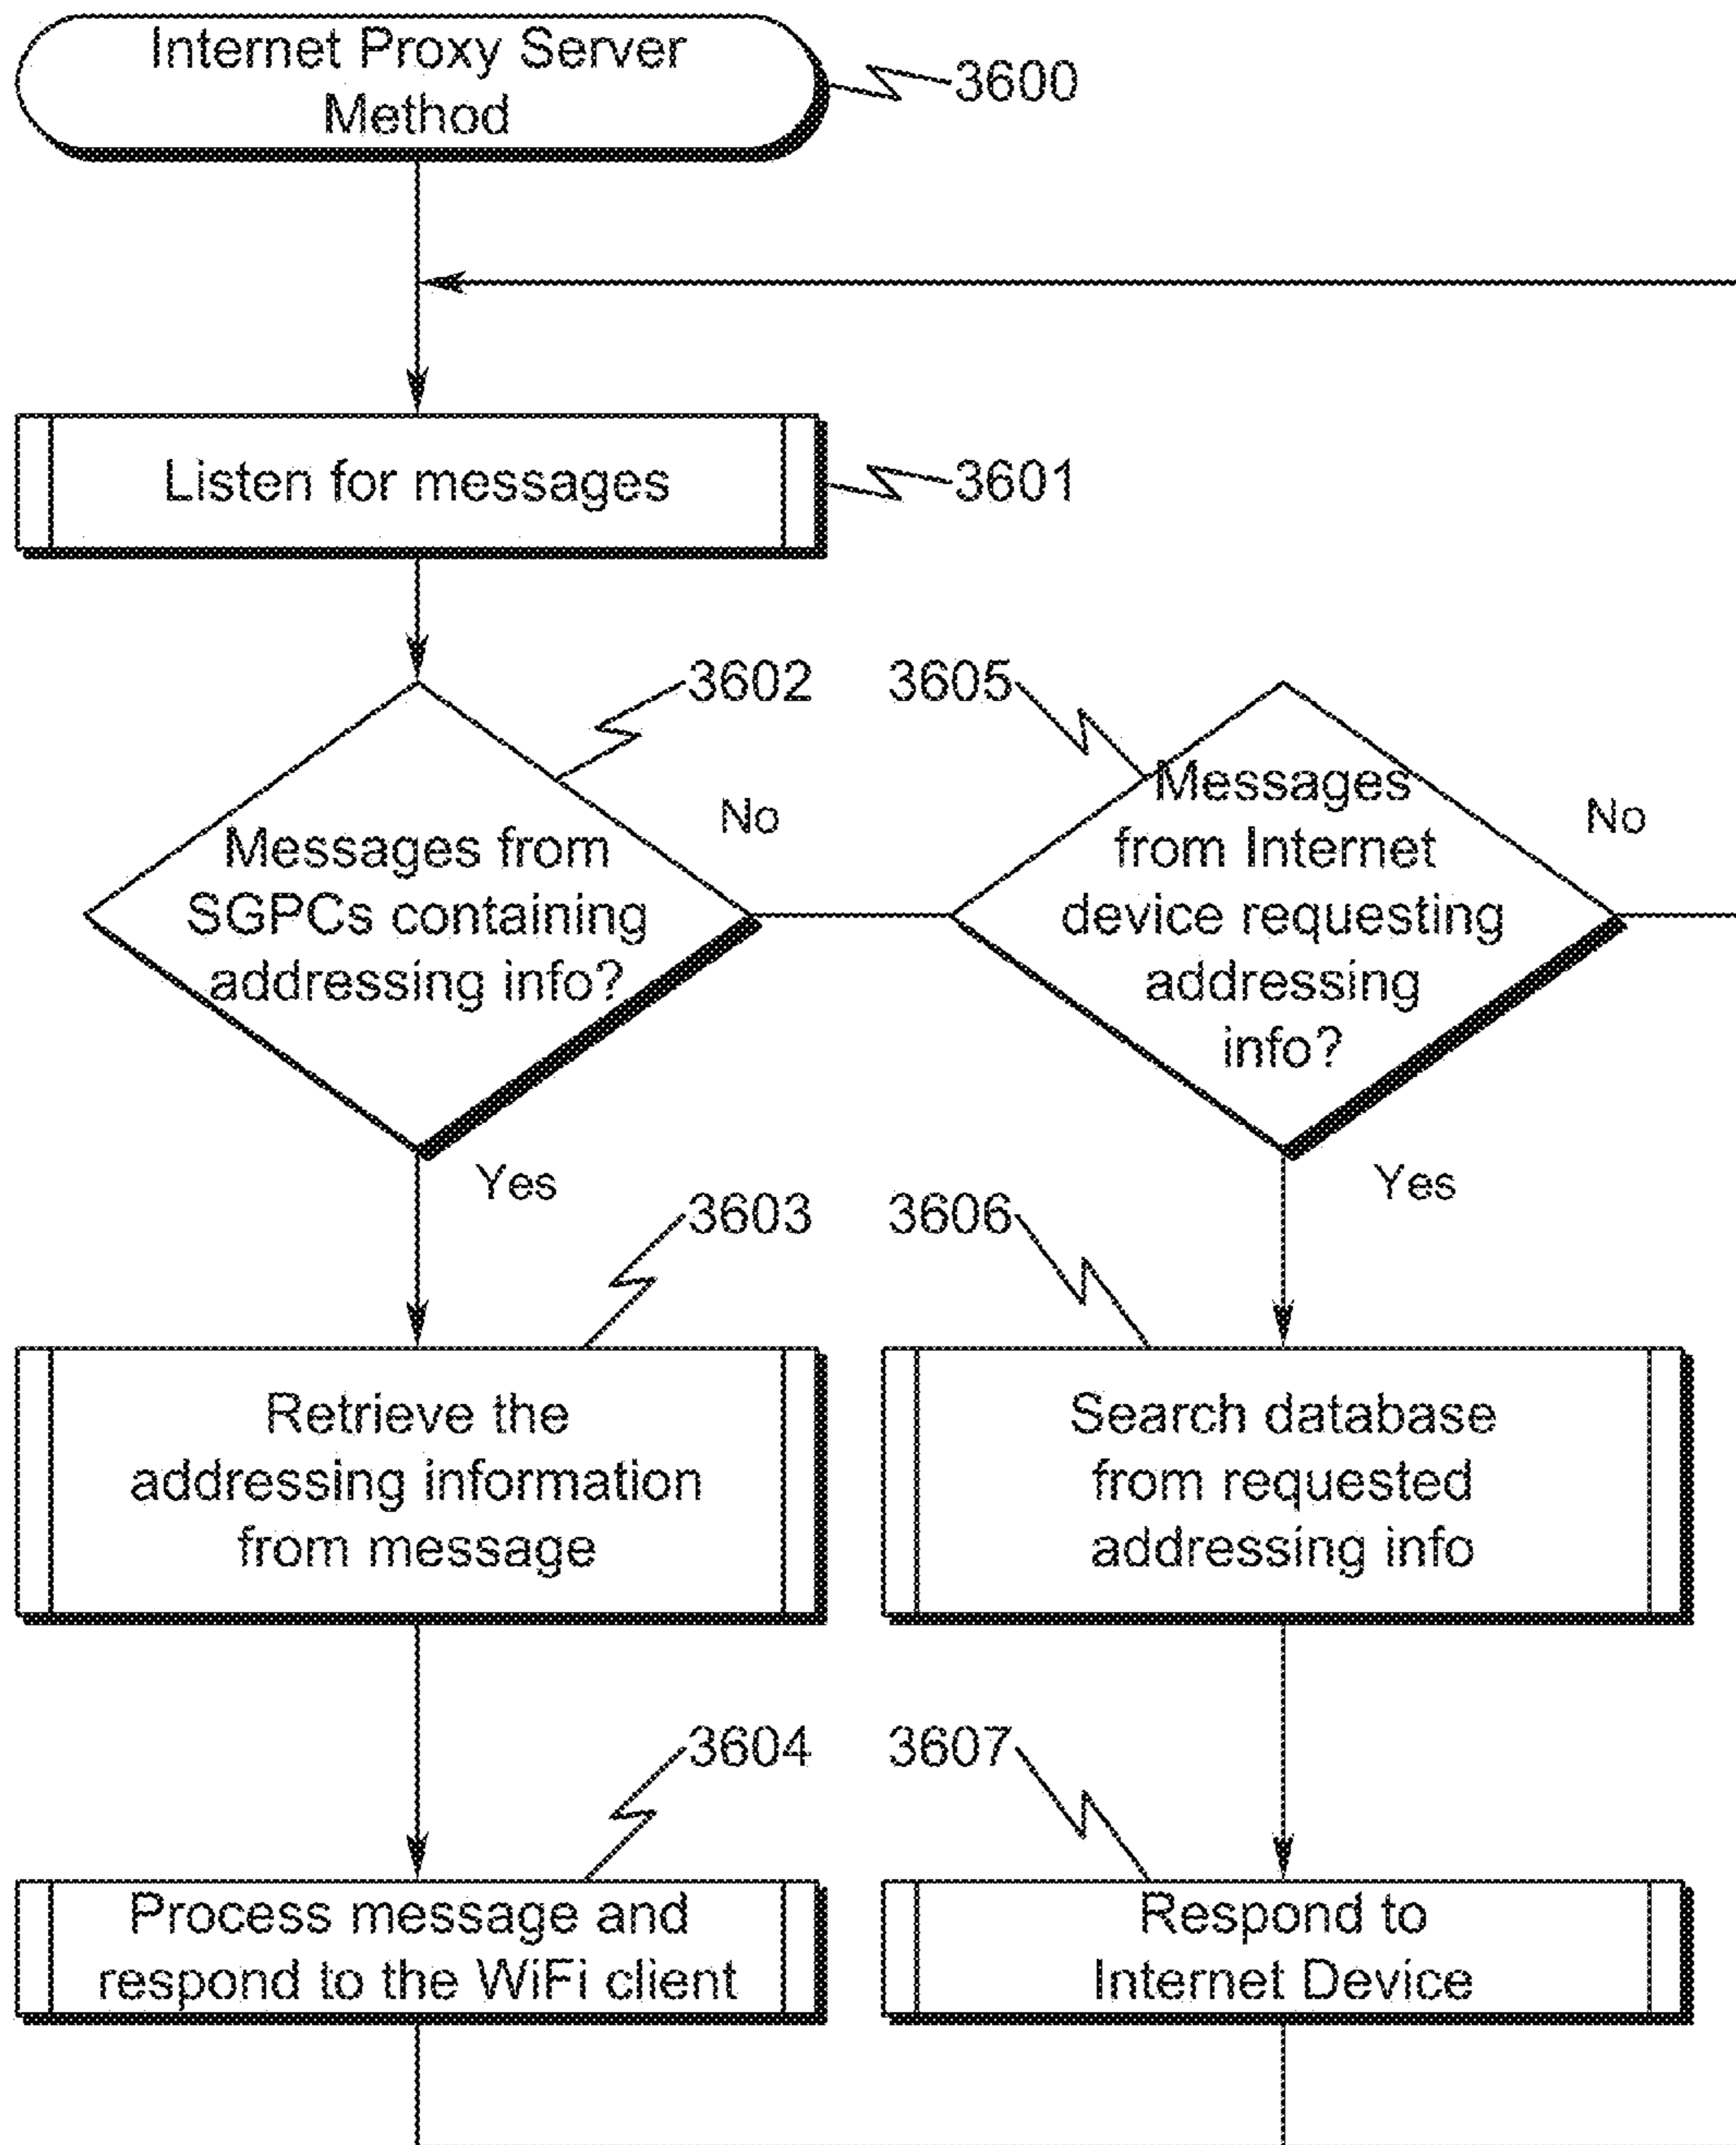 Internet Proxy Server
Method
3600
Listen for messages
3601
3602
3605
Messages from
SGPCs containing
addressing info?
No
Messages
from Internet
device requesting
addressing
info?
No
Yes
Yes
3603
3606
Retrieve the
addressing information
from message
Search database
from requested
addressing info
3604
3607
Process message and
respond to the WiFi client
Respond to
Internet Device